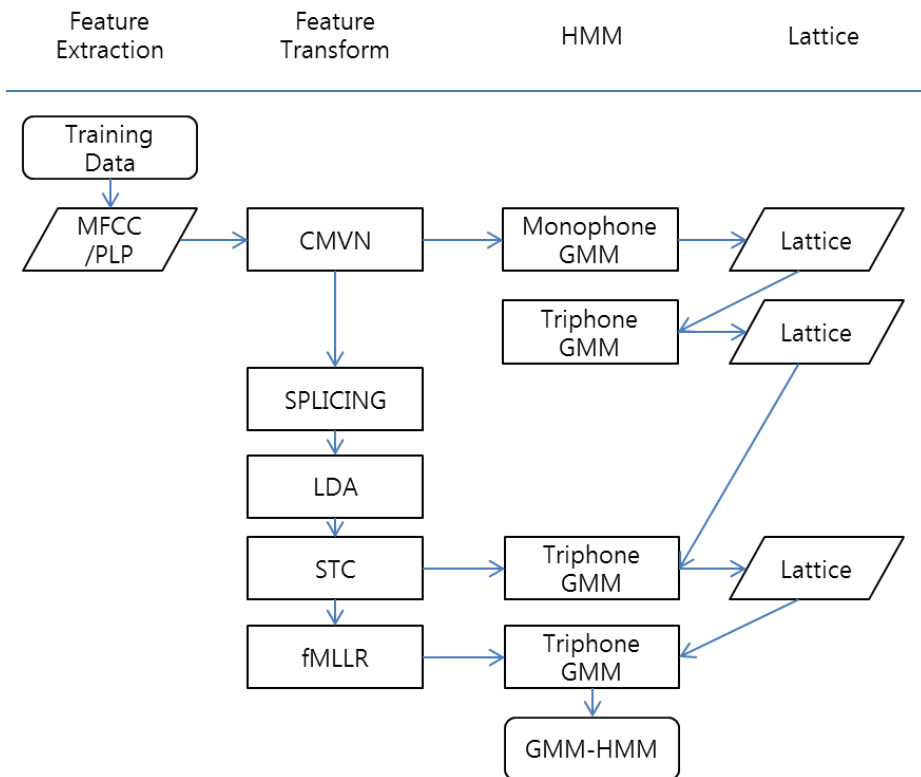 Feature
Extraction
Feature
Transform
HMM
Lattice
Training
Data
MFCC
/PLP
CMVN
Monophone
GMM
Lattice
Triphone
GMM
Lattice
SPLICING
LDA
STC
Triphone
GMM
Lattice
fMLLR
Triphone
GMM
GMM-HMM